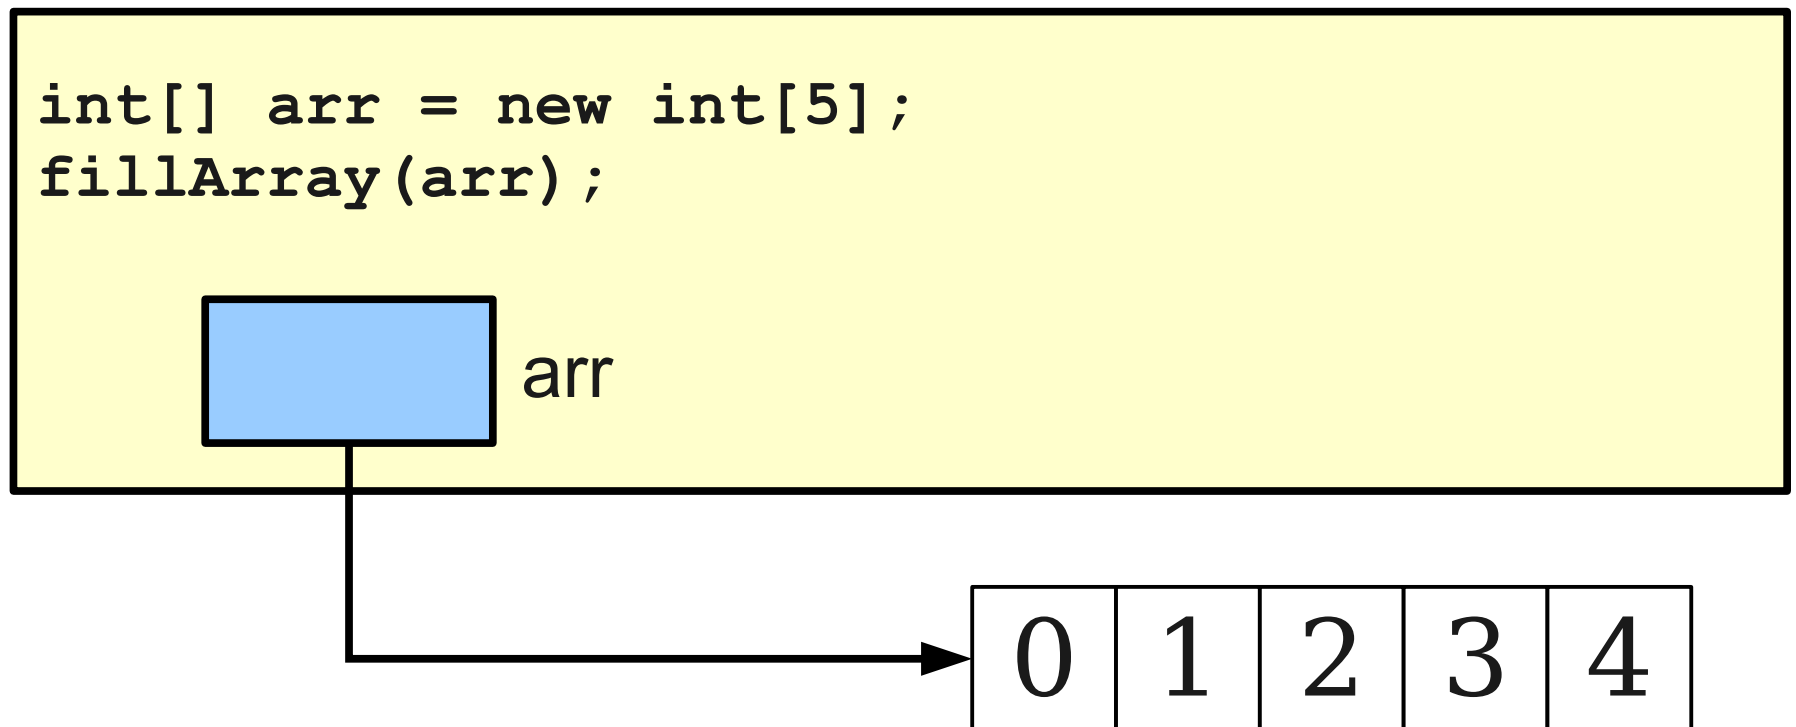 int[] arr = new int[5];
fillArray(arr);
arr
0 1 2 3 4